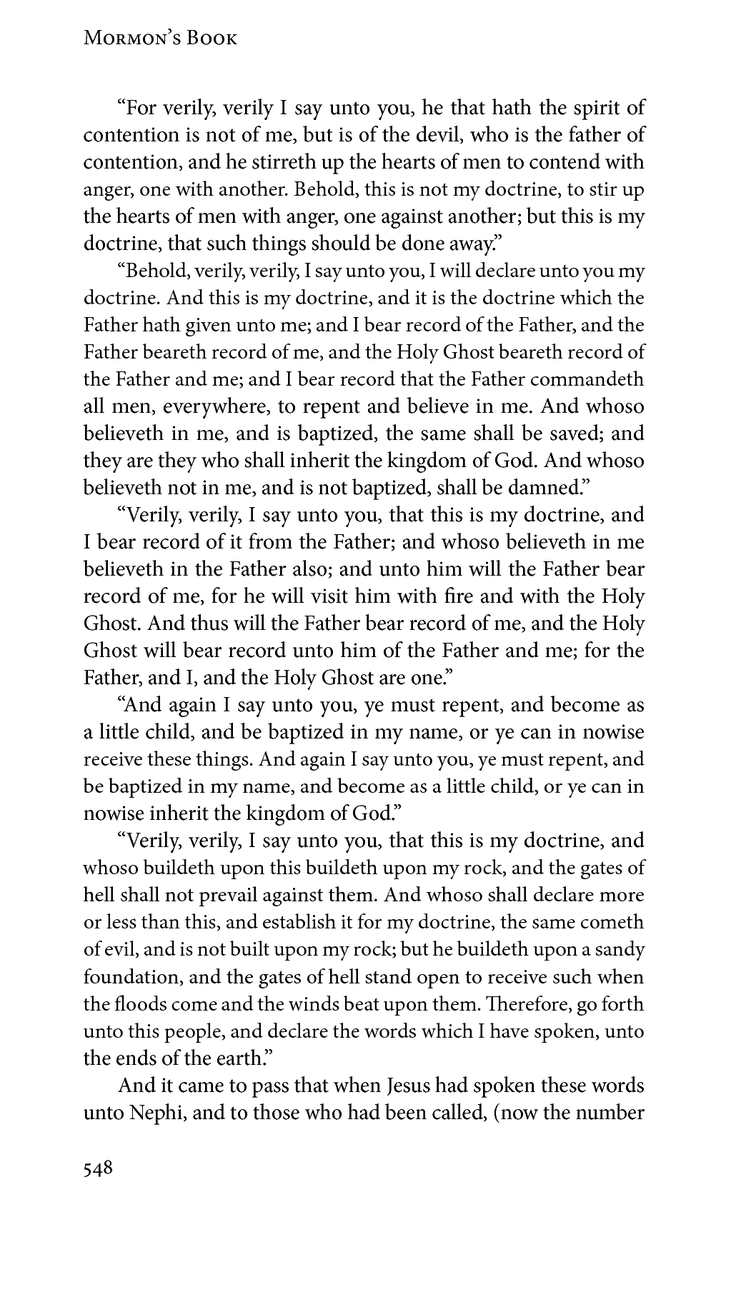 Mormon’s Book
“For verily, verily I say unto you, he that hath the spirit of
contention is not of me, but is of the devil, who is the father of
contention, and he stirreth up the hearts of men to contend with
anger, one with another. Behold, this is not my doctrine, to stir up
the hearts of men with anger, one against another; but this is my
doctrine, that such things should be done away.”
“Behold, verily, verily, I say unto you, I will declare unto you my
doctrine. And this is my doctrine, and it is the doctrine which the
Father hath given unto me; and I bear record of the Father, and the
Father beareth record of me, and the Holy Ghost beareth record of
the Father and me; and I bear record that the Father commandeth
all men, everywhere, to repent and believe in me. And whoso
believeth in me, and is baptized, the same shall be saved; and
they are they who shall inherit the kingdom of God. And whoso
believeth not in me, and is not baptized, shall be damned.”
“Verily, verily, I say unto you, that this is my doctrine, and
I bear record of it from the Father; and whoso believeth in me
believeth in the Father also; and unto him will the Father bear
record of me, for he will visit him with fire and with the Holy
Ghost. And thus will the Father bear record of me, and the Holy
Ghost will bear record unto him of the Father and me; for the
Father, and I, and the Holy Ghost are one.”
“And again I say unto you, ye must repent, and become as
a little child, and be baptized in my name, or ye can in nowise
receive these things. And again I say unto you, ye must repent, and
be baptized in my name, and become as a little child, or ye can in
nowise inherit the kingdom of God.”
“Verily, verily, I say unto you, that this is my doctrine, and
whoso buildeth upon this buildeth upon my rock, and the gates of
hell shall not prevail against them. And whoso shall declare more
or less than this, and establish it for my doctrine, the same cometh
of evil, and is not built upon my rock; but he buildeth upon a sandy
foundation, and the gates of hell stand open to receive such when
the floods come and the winds beat upon them. Therefore, go forth
unto this people, and declare the words which I have spoken, unto
the ends of the earth.”
And it came to pass that when Jesus had spoken these words
unto Nephi, and to those who had been called, (now the number
548